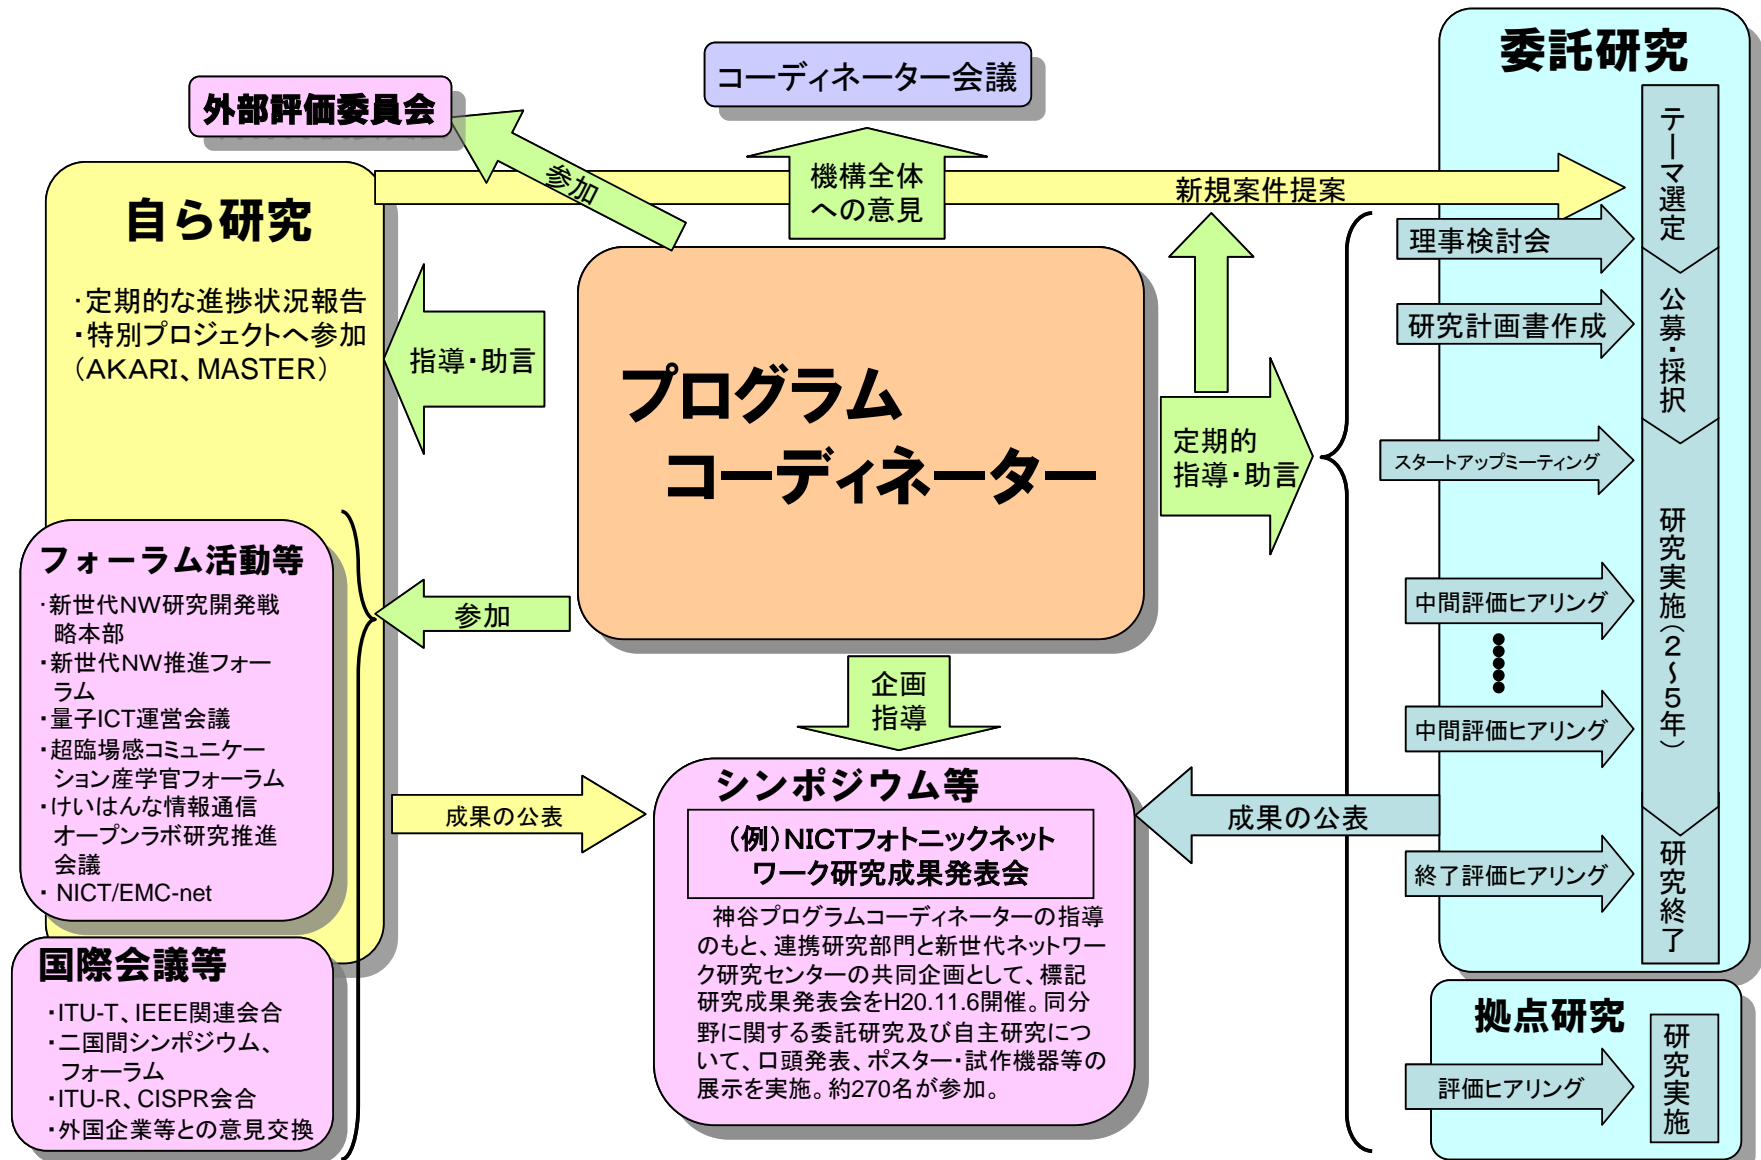 コーディネーター会議
外部評価委員会
参加
機構全体
への意見
新規案件提案
自ら研究
・定期的な進捗状況報告
・特別プロジェクトへ参加
(AKARI、MASTER)
指導・助言
プログラム
コーディネーター
定期的
指導・助言
フォーラム活動等
・新世代NW研究開発戦
略本部
・新世代NW推進フォー
ラム
・量子ICT運営会議
・超臨場感コミュニケー
ション産学官フォーラム
・けいはんな情報通信
オープンラボ研究推進
会議
・ NICT/EMC-net
参加
企画
指導
成果の公表
国際会議等
・ITU-T、IEEE関連会合
・二国間シンポジウム、
フォーラム
・ITU-R、CISPR会合
・外国企業等との意見交換
シンポジウム等
(例)NICTフォトニックネット
ワーク研究成果発表会
神谷プログラムコーディネーターの指導
のもと、連携研究部門と新世代ネットワー
ク研究センターの共同企画として、標記
研究成果発表会をH20.11.6開催。同分
野に関する委託研究及び自主研究につ
いて、口頭発表、ポスター・試作機器等の
展示を実施。約270名が参加。
成果の公表
委託研究
理事検討会
研究計画書作成
スタートアップミーティング
中間評価ヒアリング
中間評価ヒアリング
終了評価ヒアリング
テーマ選定
公募・採択
研究実施(2~5年)
研究終了
拠点研究
評価ヒアリング
研究実施